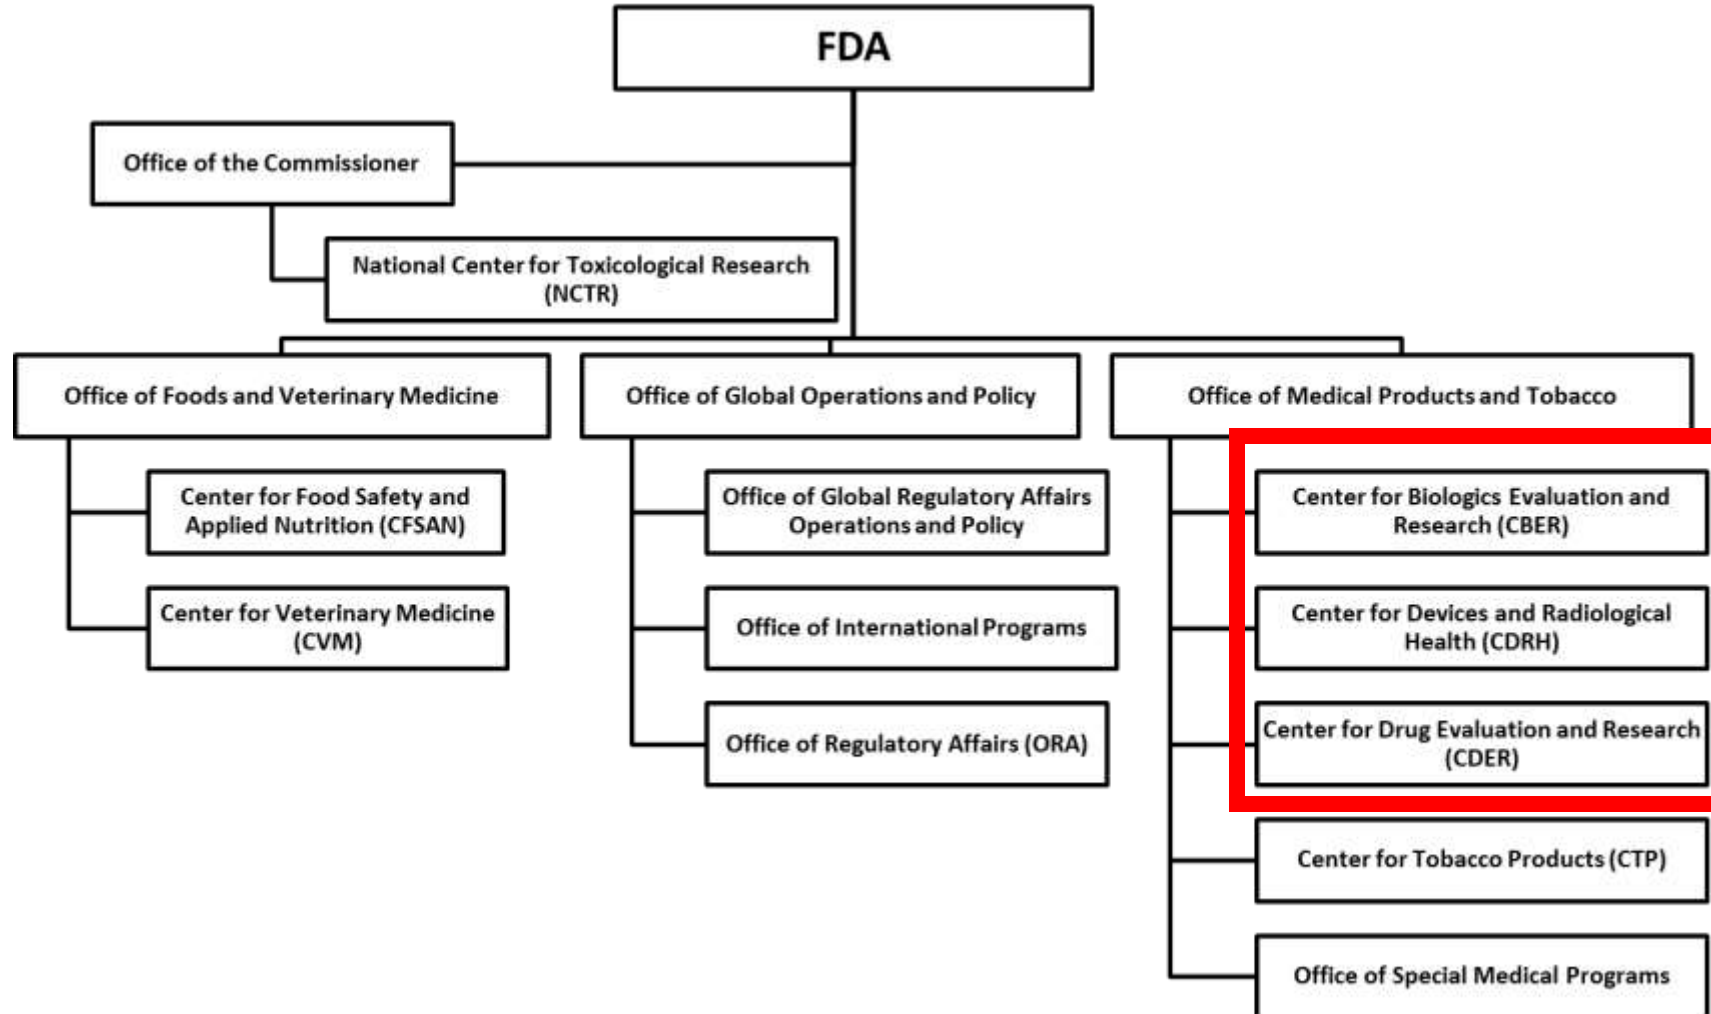 FDA
Office of the Commissioner
National Center for Toxicological Research
(NCTR)
Office of Foods and Veterinary Medicine
Center for Food Safety and
Applied Nutrition (CFSAN)
Center for Veterinary Medicine
(CVM)
Office of Global Operations and Policy
Office of Global Regulatory Affairs
Operations and Policy
Office of International Programs
Office of Regulatory Affairs (ORA)
Office of Medical Products and Tobacco
Center for Biologics Evaluation and
Research (CBER)
Center for Devices and Radiological
Health (CDRH)
Center for Drug Evaluation and Research
(CDER)
Center for Tobacco Products (CTP)
Office of Special Medical Programs